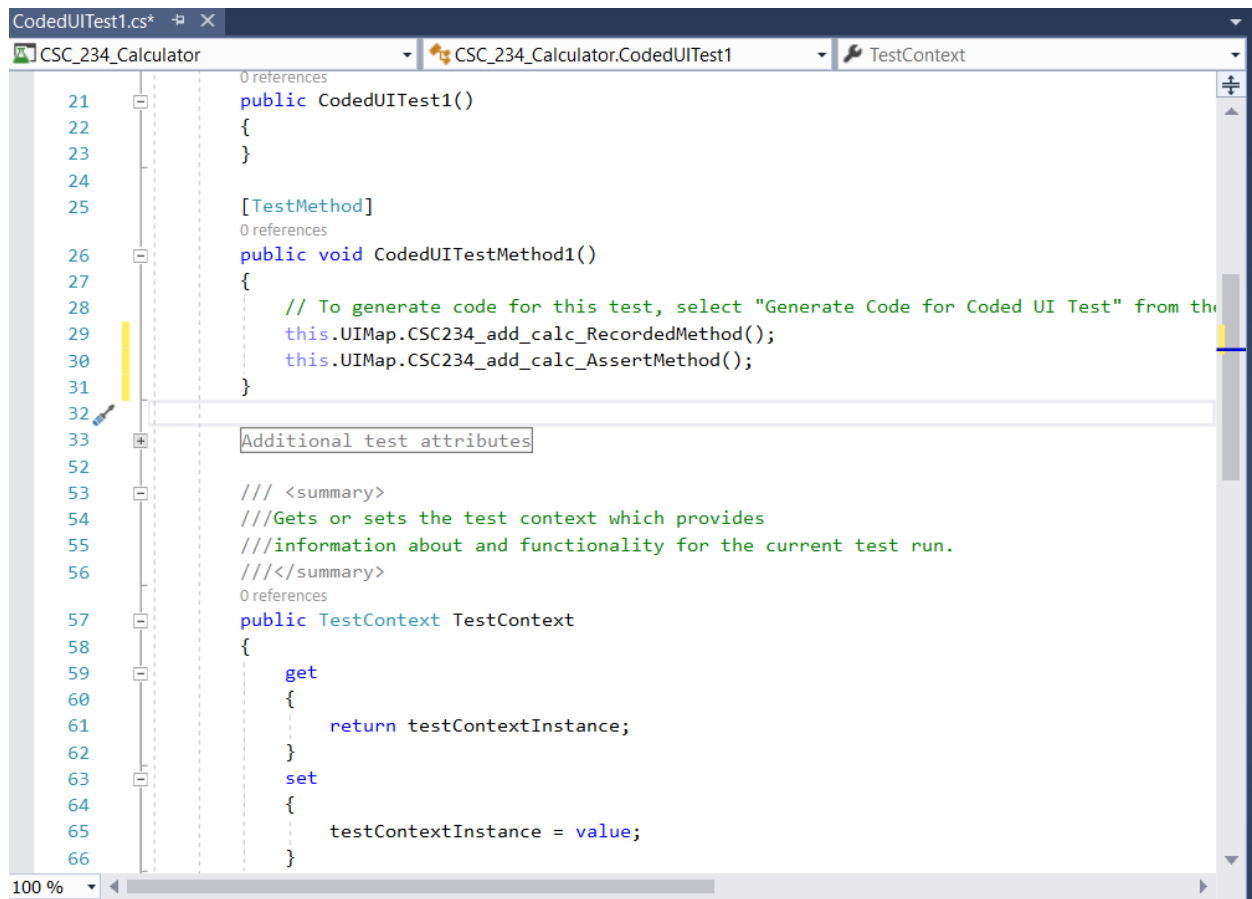 CodedUITest1.cs*
CSC_234_Calculator CSC_234_Calculator.CodedUITest1 TestContext
0 references
21 public CodedUITest1()
22 {
23 }
24
25 [TestMethod]
0 references
26 public void CodedUITestMethod1()
27 {
28 // To generate code for this test, select "Generate Code for Coded UI Test" from the
29 this.UIMap.CSC234_add_calc_RecordedMethod();
30 this.UIMap.CSC234_add_calc_AssertMethod();
31 }
32
33 Additional test attributes
52
53 /// <summary>
54 ///Gets or sets the test context which provides
55 ///information about and functionality for the current test run.
56 ///</summary>
0 references
57 public TestContext TestContext
58 {
59 get
60 {
61 return testContextInstance;
62 }
63 set
64 {
65 testContextInstance = value;
66 }
100 %